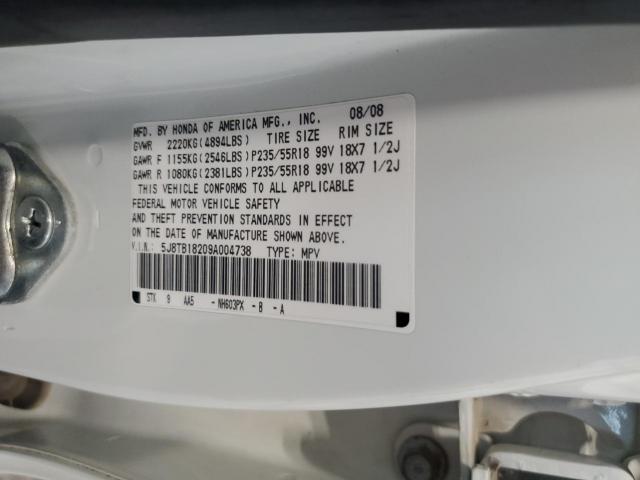 MFD. BY HONDA OF AMERICA MFG., INC. 08/08
GVWR 2220KG(4894LBS) TIRE SIZE RIM SIZE
GAWR F 1155KG(2546LBS) P235/55R18 99V 18X7 1/2J
GAWR R 1080KG(2381LBS) P235/55R18 99V 18X7 1/2J
THIS VEHICLE CONFORMS TO ALL APPLICABLE
FEDERAL MOTOR VEHICLE SAFETY
AND THEFT PREVENTION STANDARDS IN EFFECT
ON THE DATE OF MANUFACTURE SHOWN ABOVE.
V.I.N.: 5J8TB18209A004738 TYPE: MPV
STK 9 AA5 -NH603PX -B -A